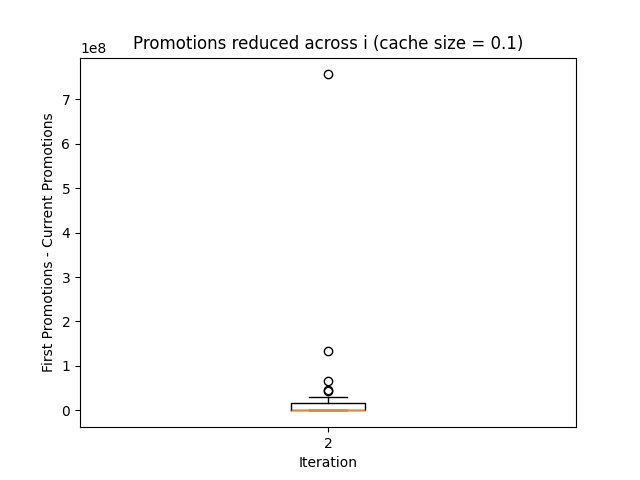 Promotions reduced across i (cache size = 0.1)
1e8
7
6
5
4
3
2
1
0
First Promotions - Current Promotions
2
Iteration